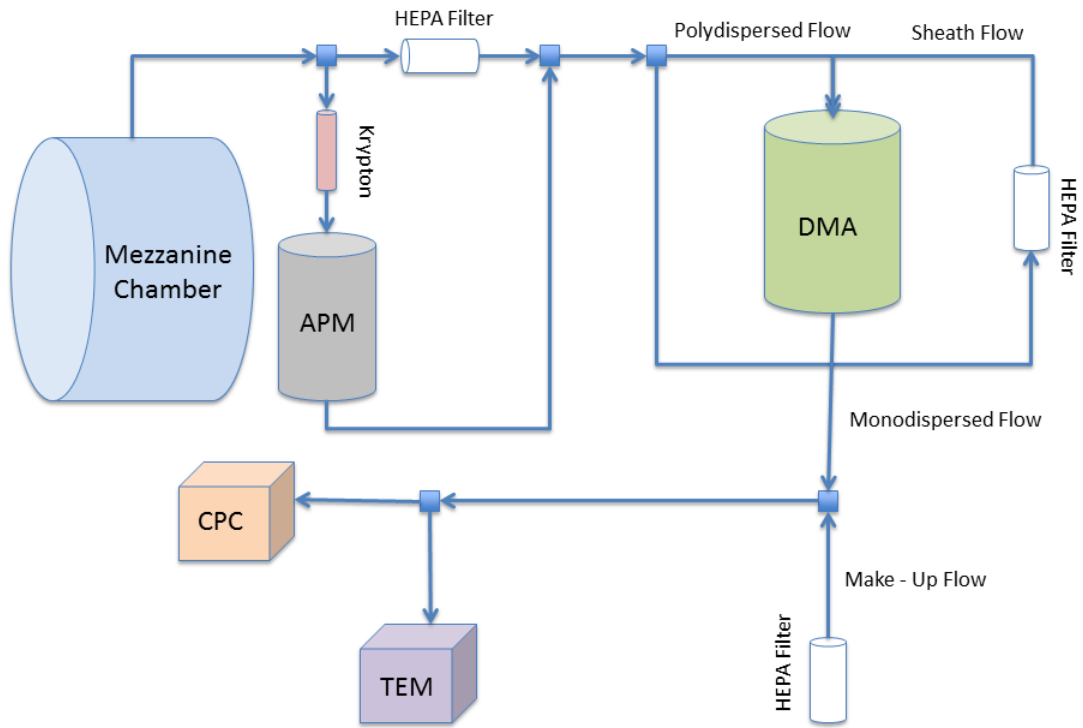 HEPA Filter
Polydispersed Flow
Sheath Flow
Krypton
HEPA Filter
Mezzanine
Chamber
DMA
APM
Monodispersed Flow
CPC
Make - Up Flow
HEPA Filter
TEM